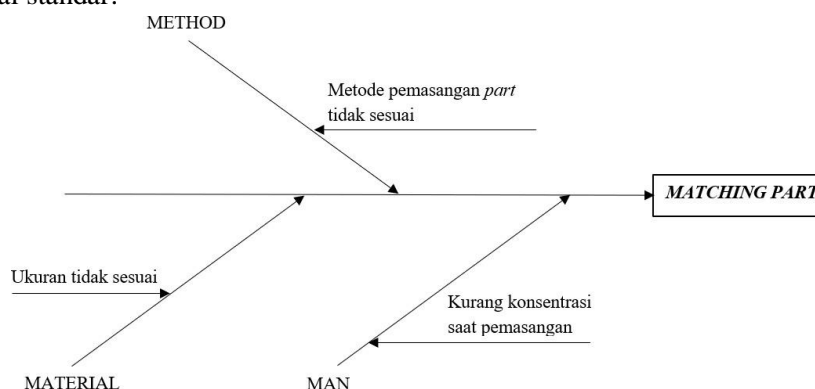 METHOD
Metode pemasangan part
tidak sesuai
MATCHING PART
Ukuran tidak sesuai
Kurang konsentrasi
saat pemasangan
MATERIAL
MAN